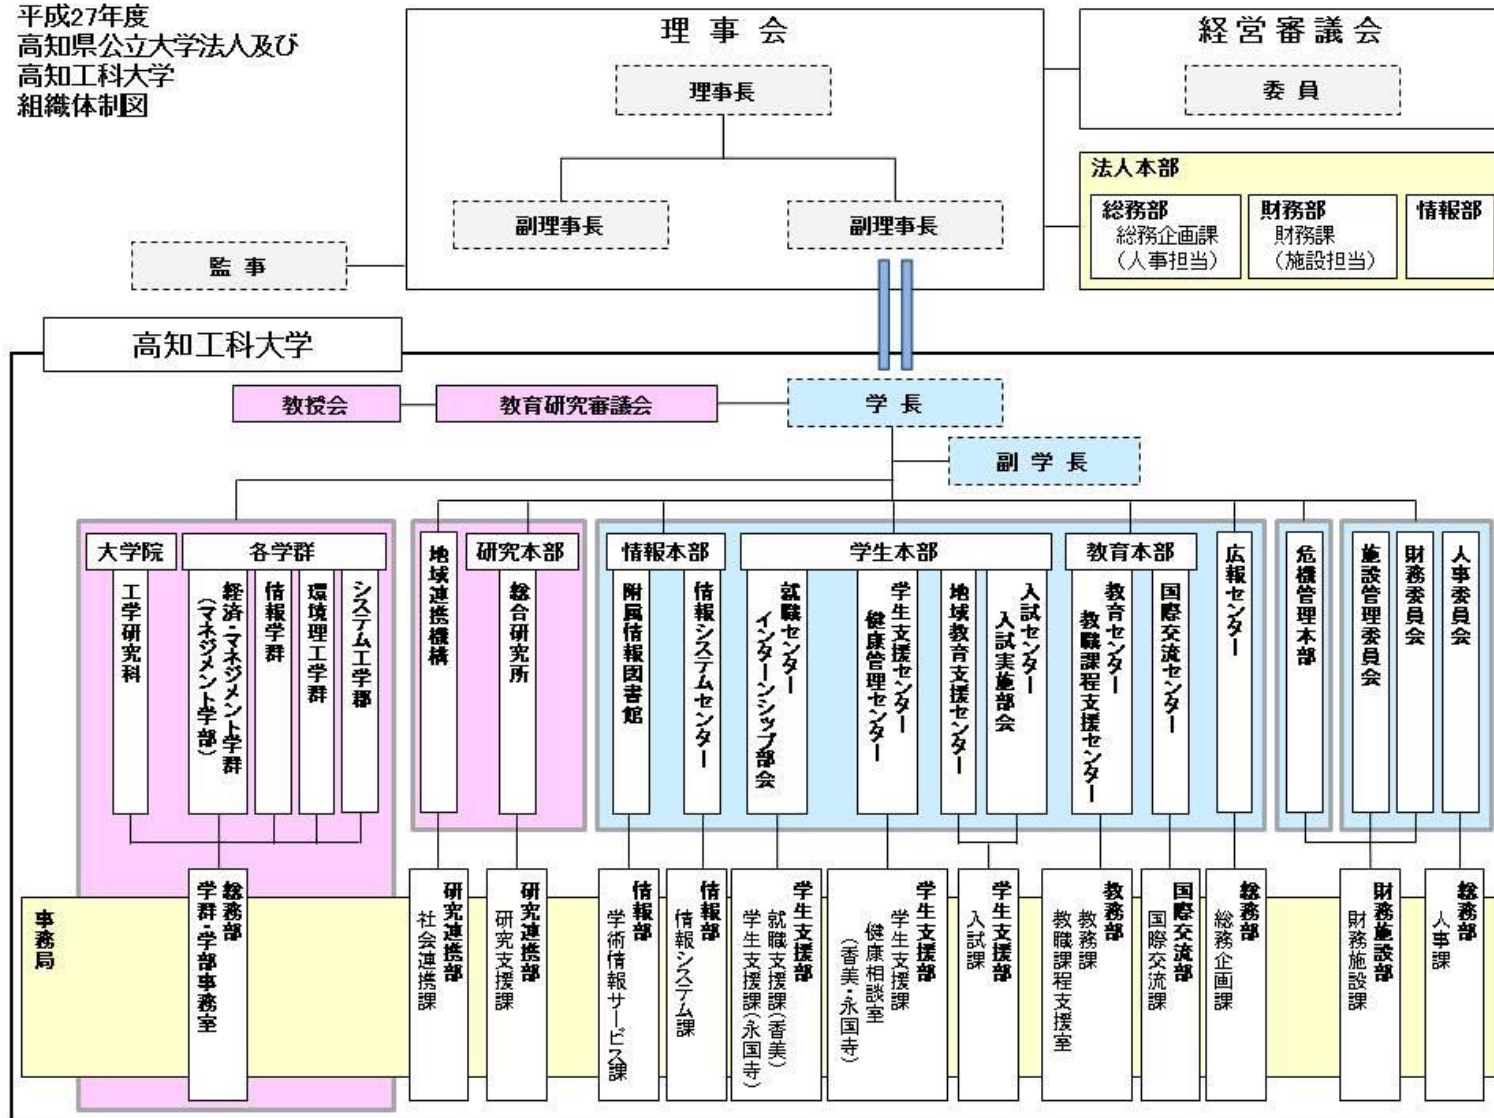 平成27年度
高知県公立大学法人及び
高知工科大学
組織体制図
理事会
理事長
副理事長
副理事長
監事
経営審議会
委員
法人本部
総務部
総務企画課
（人事担当）
財務部
財務課
（施設担当）
情報部
高知工科大学
教授会
教育研究審議会
学長
副学長
大学院
工学研究科
各学群
経済・マネジメント学群
（マネジメント学部）
情報学群
環境理工学群
システム工学郡
地域連携機構
研究本部
総合研究所
情報本部
附属情報図書館
情報システムセンター
学生本部
就職センター
インターンシップ部会
学生支援センター
健康管理センター
地域教育支援センター
入試センター
入試実施部会
教育本部
教育センター
教職課程支援センター
国際交流センター
広報センター
危機管理本部
施設管理委員会
財務委員会
人事委員会
事務局
総務部
学群・学部事務室
研究連携部
社会連携課
研究連携部
研究支援課
情報部
学術情報サービス課
情報部
情報システム課
学生支援部
就職支援課（香美）
学生支援課（永国寺）
学生支援部
学生支援課
健康相談室
（香美・永国寺）
学生支援部
入試課
教務部
教務課
教職課程支援室
国際交流部
国際交流課
総務部
総務企画課
財務施設部
財務施設課
総務部
人事課